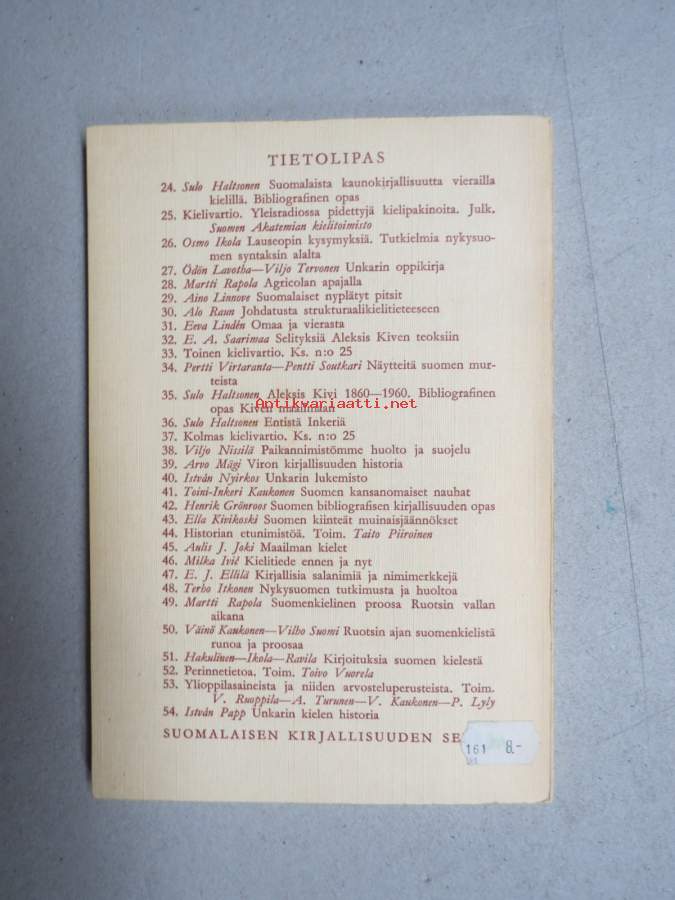 TIETOLIPAS
24. Sulo Haltsonen Suomalaista kaunokirjallisuutta vierailla
kielillä. Bibliografinen opas
25. Kielivartio. Yleisradiossa pidettyjä kielipakinoita. Julk.
Suomen Akatemian kielitoimisto
26. Osmo Ikola Lauseopin kysymyksiä. Tutkielmia nykysuo-
men syntaksin alalta
27. Ödön Lavotha—Viljo Tervonen Unkarin oppikirja
28. Martti Rapola Agricolan apajalla
29. Aino Linnove Suomalaiset nyplätyt pitsit
30. Alo Raun Johdatusta strukturaalikielitieteeseen
31. Eeva Lindén Omaa ja vierasta
32. E. A. Saarimaa Selityksiä Aleksis Kiven teoksiin
33. Toinen kielivartio. Ks. n:o 25
34. Pertti Virtaranta—Pentti Soutkari Näytteitä suomen mur-
teista
35. Sulo Haltsonen Aleksis Kivi 1860—1960. Bibliografinen
Antikvariaatti.net
opas Kiven maailmaan
36. Sulo Haltsonen Entistä Inkeriä
37. Kolmas kielivartio. Ks. n:o 25
38. Viljo Nissilä Paikannimistömme huolto ja suojelu
39. Arvo Mägi Viron kirjallisuuden historia
40. István Nyirkos Unkarin lukemisto
41. Toini-Inkeri Kaukonen Suomen kansanomaiset nauhat
42. Henrik Grönroos Suomen bibliografisen kirjallisuuden opas
43. Ella Kivikoski Suomen kiinteät muinaisjäännökset
44. Historian etunimistöä. Toim. Taito Piiroinen
45. Aulis J. Joki Maailman kielet
46. Milka Ivić Kielitiede ennen ja nyt
47. E. J. Ellilä Kirjallisia salanimiä ja nimimerkkejä
48. Terho Itkonen Nykysuomen tutkimusta ja huoltoa
49. Martti Rapola Suomenkielinen proosa Ruotsin vallan
aikana
50. Väinö Kaukonen—Vilho Suomi Ruotsin ajan suomenkielistä
runoa ja proosaa
51. Hakulinen—Ikola—Ravila Kirjoituksia suomen kielestä
52. Perinnetietoa. Toim. Toivo Vuorela
53. Ylioppilasaineista ja niiden arvosteluperusteista. Toim.
V. Ruoppila—A. Turunen—V. Kaukonen—P. Lyly
54. István Papp Unkarin kielen historia
SUOMALAISEN KIRJALLISUUDEN SE
161 8.-